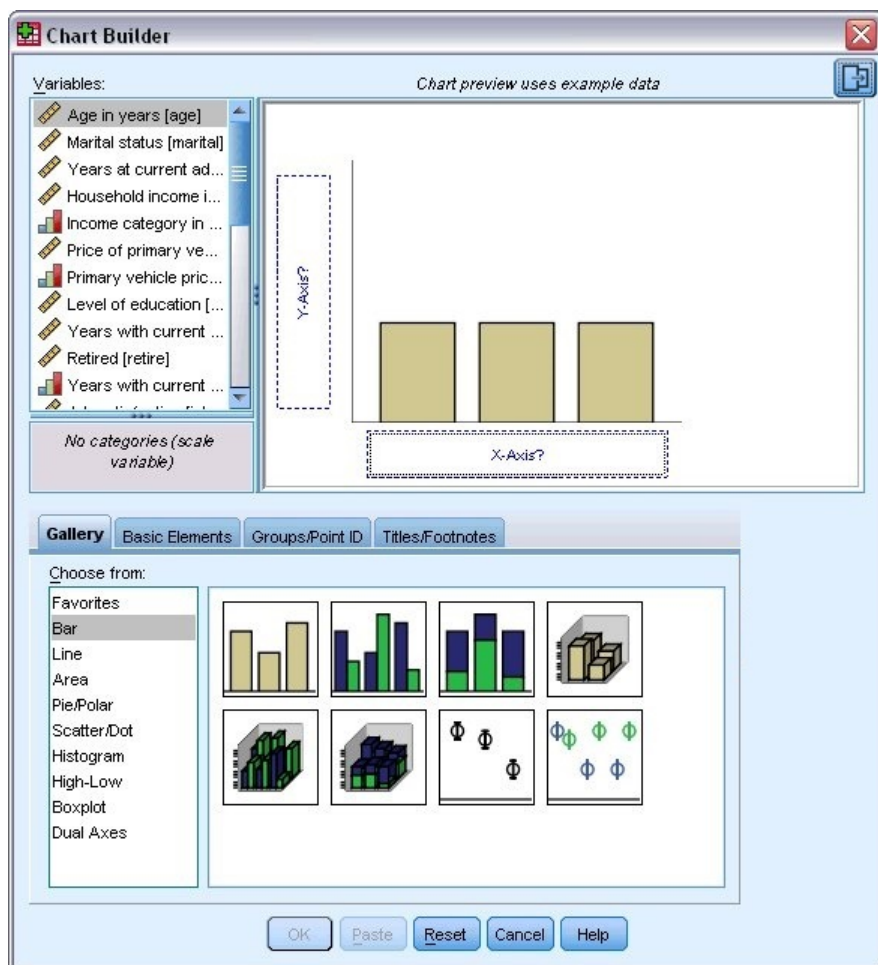 Chart Builder
Variables:
Chart preview uses example data
Age in years [age]
Marital status [marital]
Years at current ad...
Household income i...
Income category in ...
Price of primary ve...
Primary vehicle pric...
Level of education [...
Years with current ...
Retired [retire]
Years with current ...
No categories (scale
variable)
Y-Axis?
X-Axis?
Gallery
Basic Elements
Groups/Point ID
Titles/Footnotes
Choose from:
Favorites
Bar
Line
Area
Pie/Polar
Scatter/Dot
Histogram
High-Low
Boxplot
Dual Axes
OK
Paste
Reset
Cancel
Help